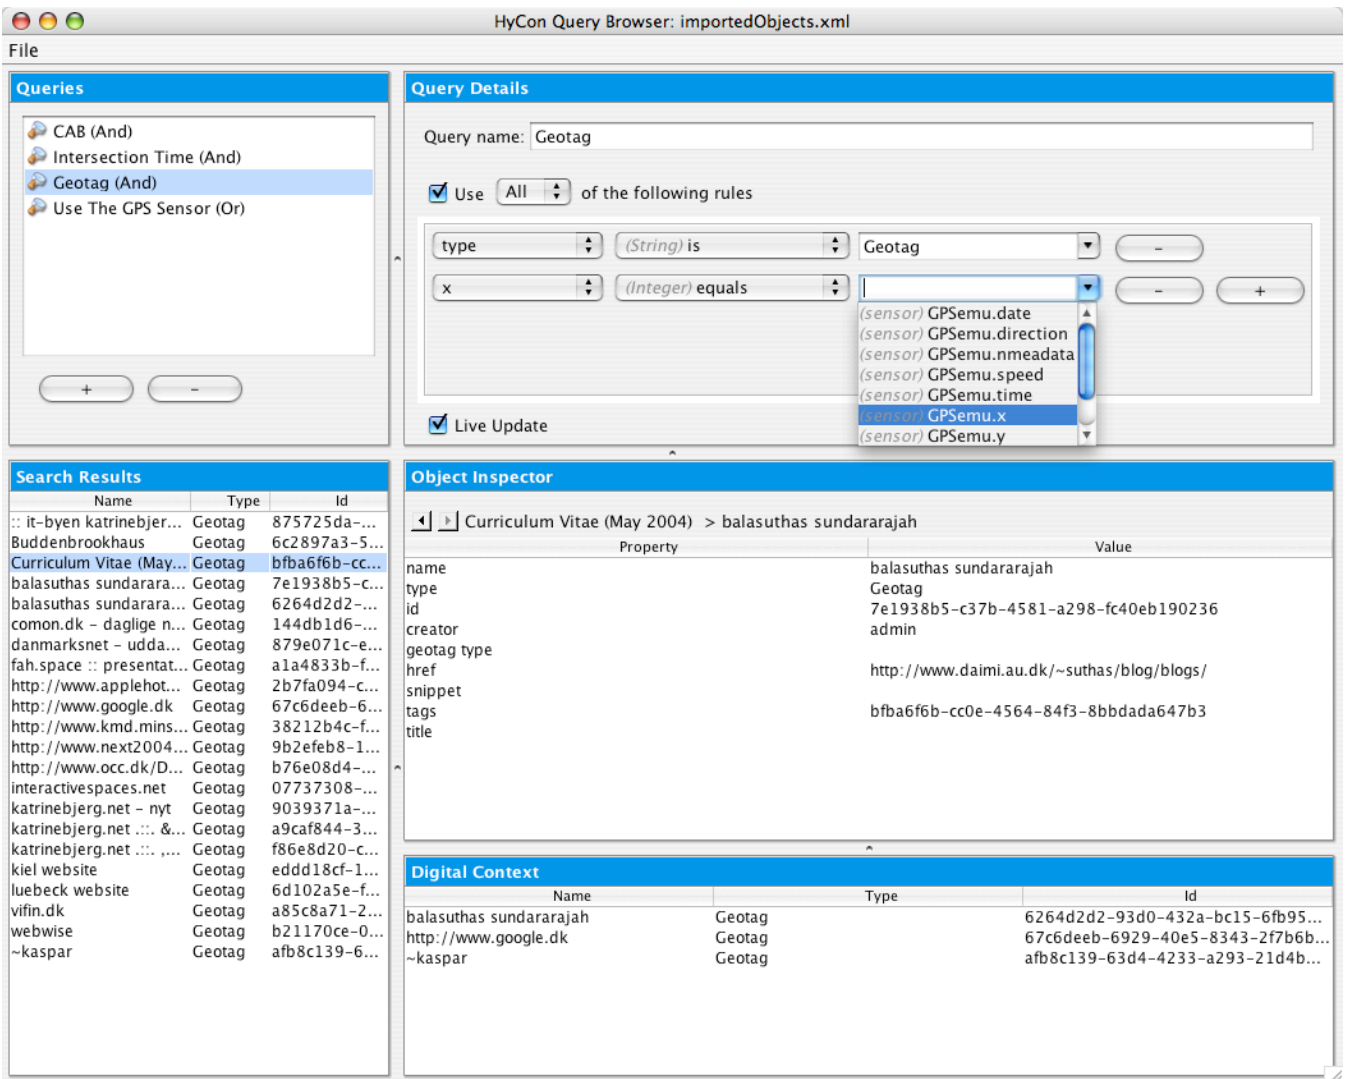 HyCon Query Browser: importedObjects.xml
File
Queries
CAB (And)
Intersection Time (And)
Geotag (And)
Use The GPS Sensor (Or)
+ -
Query Details
Query name: Geotag
Use All of the following rules
type (String) is Geotag -
x (Integer) equals - +
(sensor) GPSemu.date
(sensor) GPSemu.direction
(sensor) GPSemu.nmeadata
(sensor) GPSemu.speed
(sensor) GPSemu.time
(sensor) GPSemu.x
(sensor) GPSemu.y
Live Update
Search Results
Name Type Id
:: it-byen katrinebjer... Geotag 875725da-...
Buddenbrookhaus Geotag 6c2897a3-5...
Curriculum Vitae (May... Geotag bfba6f6b-cc...
balasuthas sundarara... Geotag 7e1938b5-c...
balasuthas sundarara... Geotag 6264d2d2-...
comon.dk - daglige n... Geotag 144db1d6-...
danmarksnet - udda... Geotag 879e071c-e...
fah.space :: presentat... Geotag a1a4833b-f...
http://www.applehot... Geotag 2b7fa094-c...
http://www.google.dk Geotag 67c6deeb-6...
http://www.kmd.mins... Geotag 38212b4c-f...
http://www.next2004... Geotag 9b2efeb8-1...
http://www.occ.dk/D... Geotag b76e08d4-...
interactivespaces.net Geotag 07737308-...
katrinebjerg.net - nyt Geotag 9039371a-...
katrinebjerg.net .::. &... Geotag a9caf844-3...
katrinebjerg.net .::. ,... Geotag f86e8d20-c...
kiel website Geotag eddd18cf-1...
luebeck website Geotag 6d102a5e-f...
vifin.dk Geotag a85c8a71-2...
webwise Geotag b21170ce-0...
~kaspar Geotag afb8c139-6...
Object Inspector
Curriculum Vitae (May 2004) > balasuthas sundararajah
Property Value
name balasuthas sundararajah
type Geotag
id 7e1938b5-c37b-4581-a298-fc40eb190236
creator admin
geotag type
href http://www.daimi.au.dk/~suthas/blog/blogs/
snippet
tags bfba6f6b-cc0e-4564-84f3-8bbdada647b3
title
Digital Context
Name Type Id
balasuthas sundararajah Geotag 6264d2d2-93d0-432a-bc15-6fb95...
http://www.google.dk Geotag 67c6deeb-6929-40e5-8343-2f7b6b...
~kaspar Geotag afb8c139-63d4-4233-a293-21d4b...